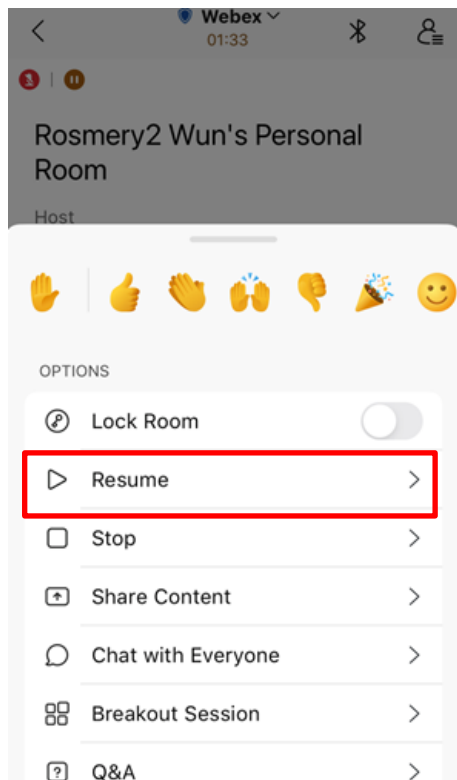 Webex
01:33
Rosmery2 Wun's Personal
Room
Host
OPTIONS
Lock Room
Resume
Stop
Share Content
Chat with Everyone
Breakout Session
Q&A